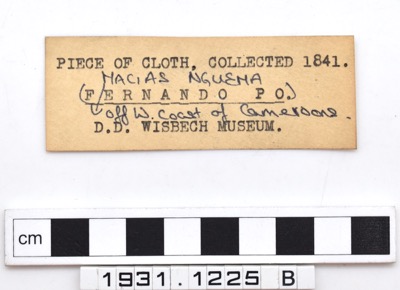 PIECE OF CLOTH, COLLECTED 1841.
MACIAS NGUEMA
(FERNANDO PO.)
off W. Coast of Cameroons.
D.D. WISBECH MUSEUM.
cm
1931.1225 B